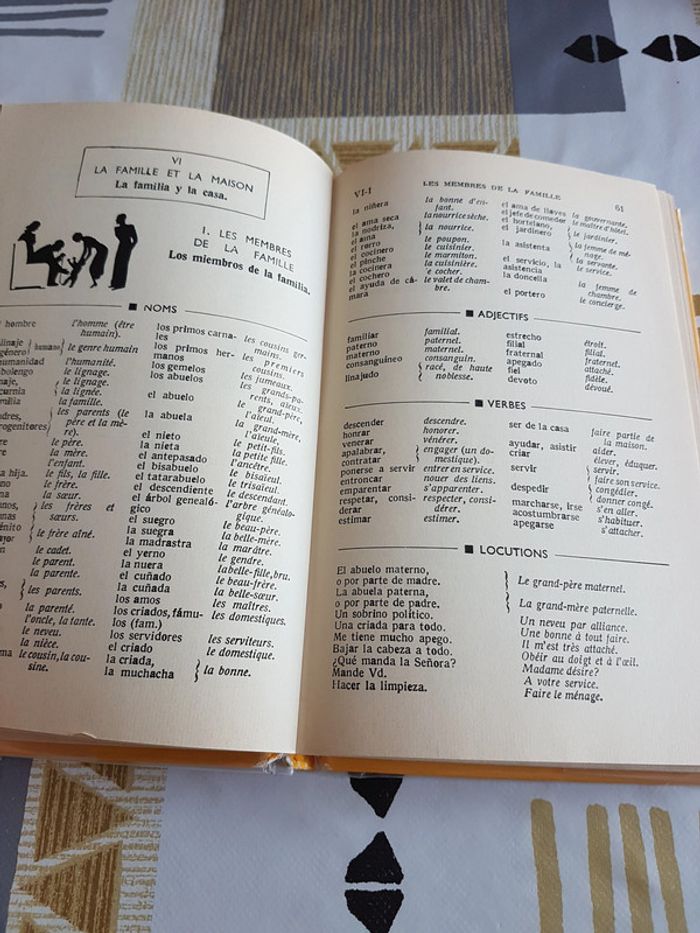 VI
LA FAMILLE ET LA MAISON
La familia y la casa.
I. LES MEMBRES
DE LA FAMILLE
Los miembros de la familia.
NOMS
hombre l'homme (être
humain).
humano le genre humain
l'humanité.
le lignage.
le lignage.
la lignée.
la famille.
les parents (le
père et la mère).
le père.
la mère.
l'enfant.
hija. le fils, la fille.
le frère.
la sœur.
les frères et
sœurs.
le frère aîné.
le cadet.
le parent.
la parente.
les parents.
la parenté.
l'oncle, la tante.
le neveu.
la nièce.
le cousin, la cousine.
los primos carnales les cousins germains.
los primos hermanos les premiers cousins.
los gemelos les jumeaux.
los abuelos les grands-parents, aïeux.
el abuelo le grand-père, l'aïeul.
la abuela la grand-mère, l'aïeule.
el nieto le petit-fils.
la nieta la petite fille.
el antepasado l'ancêtre.
el bisabuelo le bisaïeul.
el tatarabuelo le trisaïeul.
el descendiente le descendant.
el árbol genealógico l'arbre généalogique.
el suegro le beau-père.
la suegra la belle-mère.
la madrastra la marâtre.
el yerno le gendre.
la nuera la belle-fille, bru.
el cuñado le beau-frère.
la cuñada la belle-sœur.
los amos les maîtres.
los criados, fámulos (fam.) les domestiques.
los servidores les serviteurs.
el criado le domestique.
la criada,
la muchacha la bonne.
VI-I LES MEMBRES DE LA FAMILLE 61
la niñera la bonne d'enfant.
el ama seca la nourrice sèche.
la nodriza,
el aina la nourrice.
el rorro le poupon.
el cocinero le cuisinier.
el pinche le marmiton.
la cocinera la cuisinière.
el cochero le cocher.
el ayuda de cámara le valet de chambre.
el ama de llaves la gouvernante.
el jefe de comedor le maître d'hôtel.
el hortelano,
el jardinero le jardinier.
la asistenta la femme de ménage.
la servante.
el servicio, la
asistencia le service.
la doncella la femme de
chambre.
el portero le concierge.
ADJECTIFS
familiar familial.
paterno paternel.
materno maternel.
consanguíneo consanguin.
linajudo racé, de haute
noblesse.
estrecho étroit.
filial filial.
fraternal fraternel.
apegado attaché.
fiel fidèle.
devoto dévoué.
VERBES
descender descendre.
honrar honorer.
venerar vénérer.
apalabrar,
contratar engager (un domestique).
ponerse a servir entrer en service.
entroncar nouer des liens.
emparentar s'apparenter.
respetar, considerar respecter, considérer.
estimar estimer.
ser de la casa faire partie de
la maison.
ayudar, asistir aider.
criar élever, éduquer.
servir servir.
faire son service.
despedir congédier.
donner congé.
marcharse, irse s'en aller.
acostumbrarse s'habituer.
apegarse s'attacher.
LOCUTIONS
El abuelo materno,
o por parte de madre. Le grand-père maternel.
La abuela paterna,
o por parte de padre. La grand-mère paternelle.
Un sobrino político. Un neveu par alliance.
Una criada para todo. Une bonne à tout faire.
Me tiene mucho apego. Il m'est très attaché.
Bajar la cabeza a todo. Obéir au doigt et à l'œil.
¿Qué manda la Señora? Madame désire?
Mande Vd. A votre service.
Hacer la limpieza. Faire le ménage.